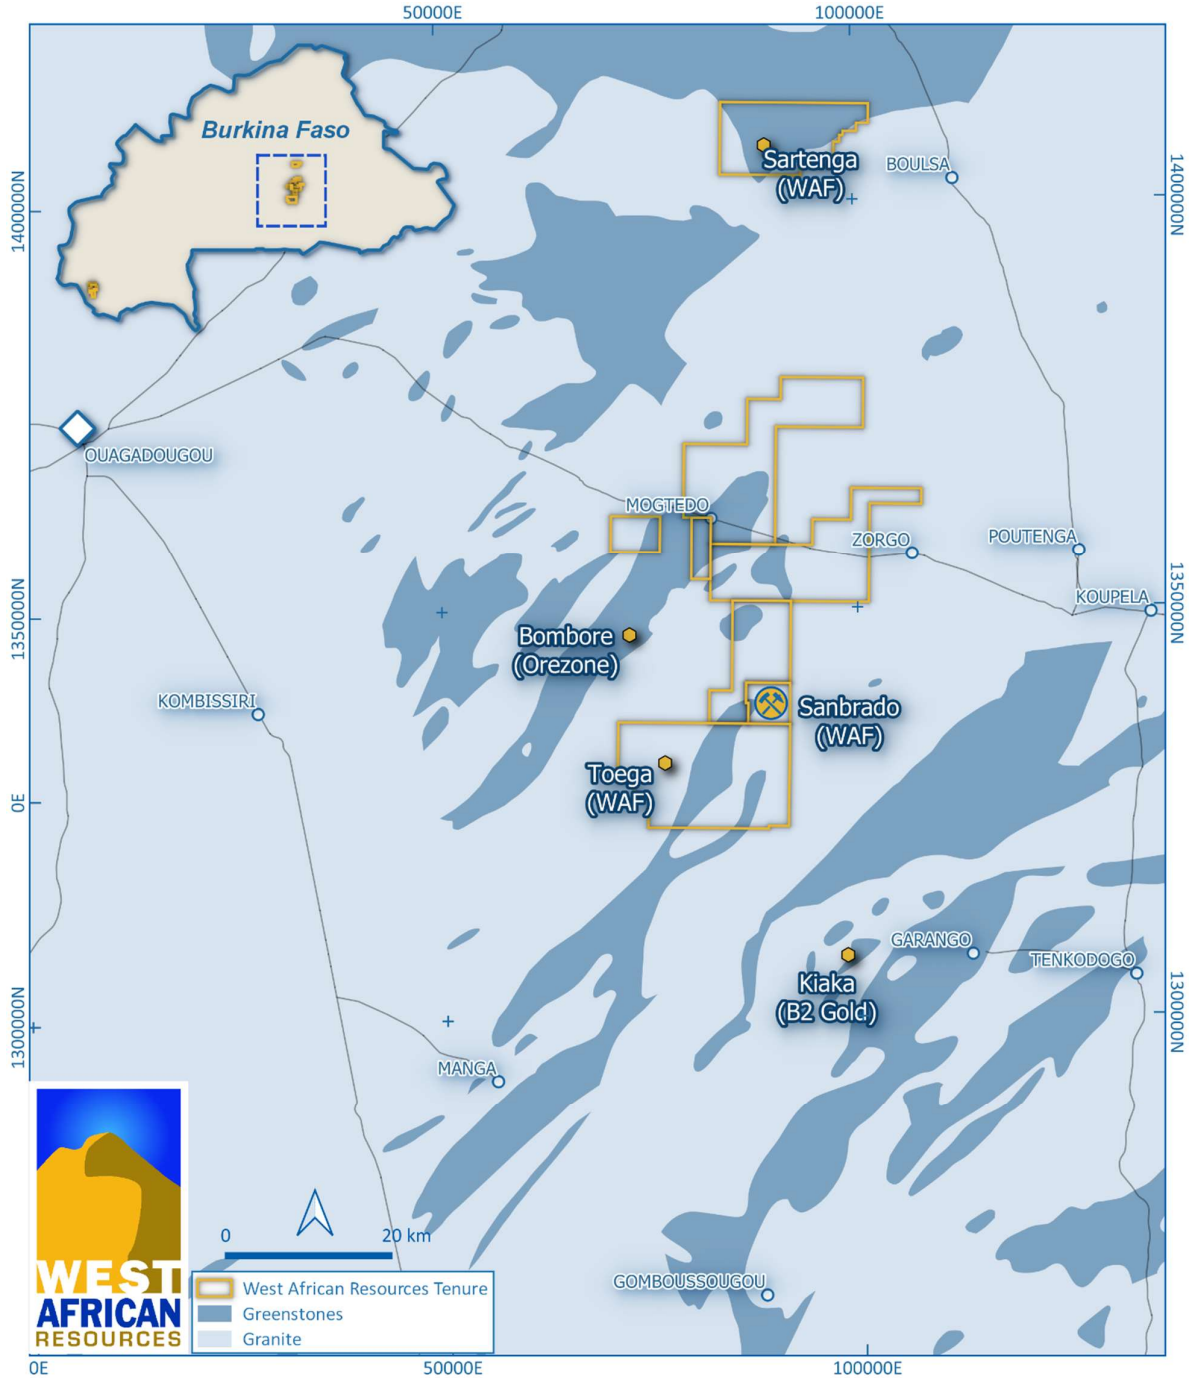 50000E
100000E
Burkina Faso
Sartenga
(WAF)
BOULSA
1400000N
1400000N
OUAGADOUGOU
MOGTEDO
ZORGO
POUTENGA
KOUPELA
1350000N
1350000N
Bombore
(Orezone)
KOMBISSIRI
Sanbrado
(WAF)
Toega
(WAF)
0E
GARANGO
TENKODOGO
Kiaka
(B2 Gold)
1300000N
1300000N
MANGA
0
20 km
GOMBOUSSOUGOU
WEST
AFRICAN
RESOURCES
West African Resources Tenure
Greenstones
Granite
0E
50000E
100000E